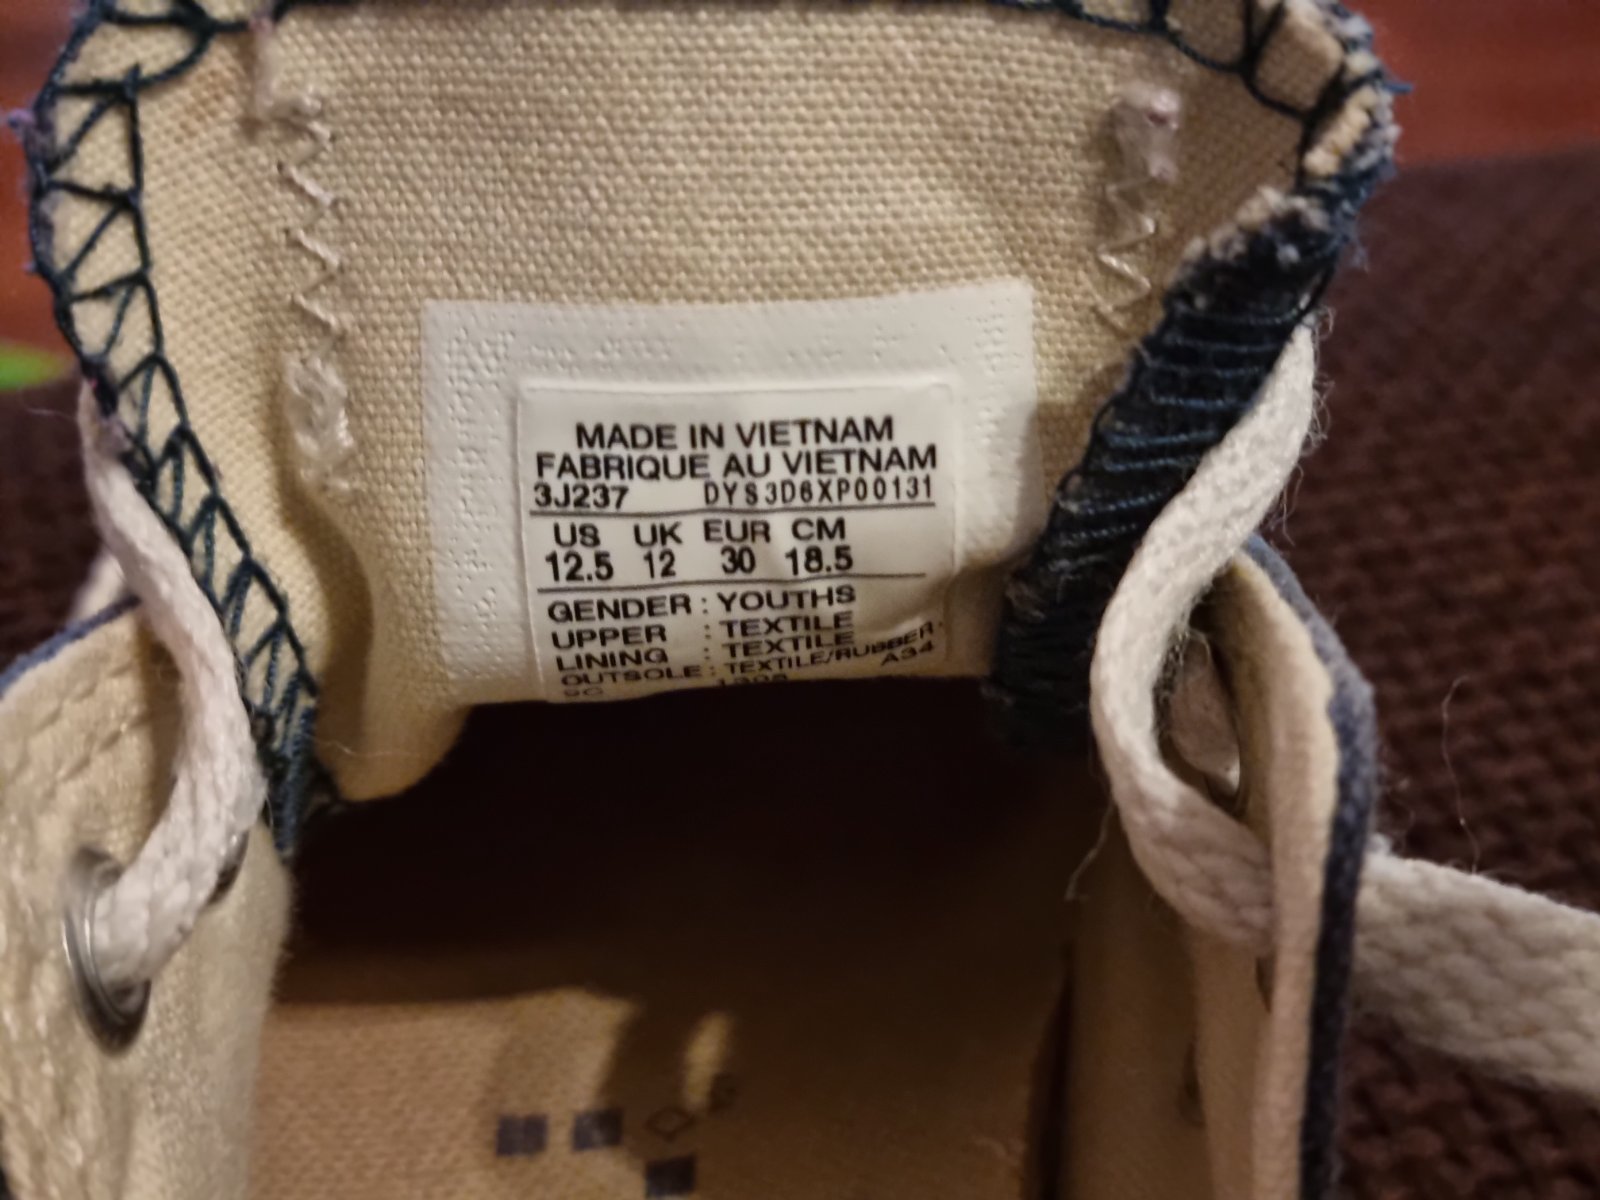 MADE IN VIETNAM
FABRIQUE AU VIETNAM
3J237 DYS3D6XP00131
US UK EUR CM
12.5 12 30 18.5
GENDER : YOUTHS
UPPER : TEXTILE
LINING : TEXTILE
OUTSOLE : TEXTILE/RUBBER
A34